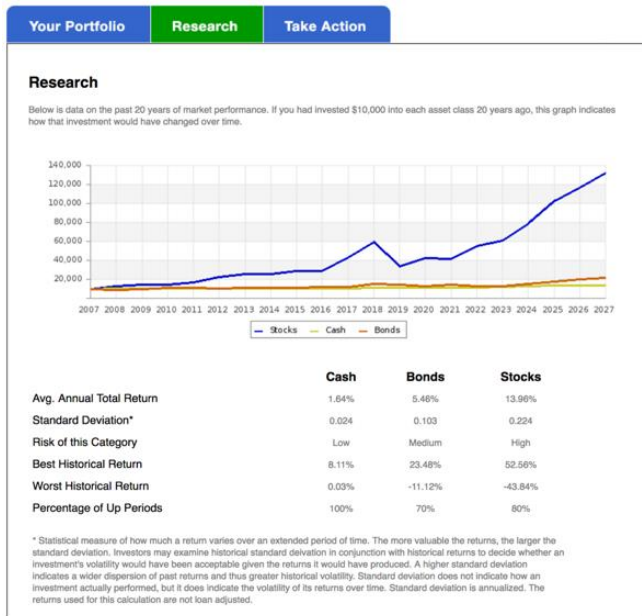 Your Portfolio Research Take Action
Research
Below is data on the past 20 years of market performance. If you had invested $10,000 into each asset class 20 years ago, this graph indicates
how that investment would have changed over time.
140,000
120,000
100,000
80,000
60,000
40,000
20,000
2007 2008 2009 2010 2011 2012 2013 2014 2015 2016 2017 2018 2019 2020 2021 2022 2023 2024 2025 2026 2027
Stocks Cash Bonds
Cash Bonds Stocks
Avg. Annual Total Return 1.64% 5.46% 13.96%
Standard Deviation* 0.024 0.103 0.224
Risk of this Category Low Medium High
Best Historical Return 8.11% 23.48% 52.56%
Worst Historical Return 0.03% -11.12% -43.84%
Percentage of Up Periods 100% 70% 80%
* Statistical measure of how much a return varies over an extended period of time. The more valuable the returns, the larger the
standard deviation. Investors may examine historical standard deivation in conjunction with historical returns to decide whether an
investment's volatility would have been acceptable given the returns it would have produced. A higher standard deviation
indicates a wider dispersion of past returns and thus greater historical volatility. Standard deviation does not indicate how an
investment actually performed, but it does indicate the volatility of its returns over time. Standard deviation is annualized. The
returns used for this calculation are not loan adjusted.